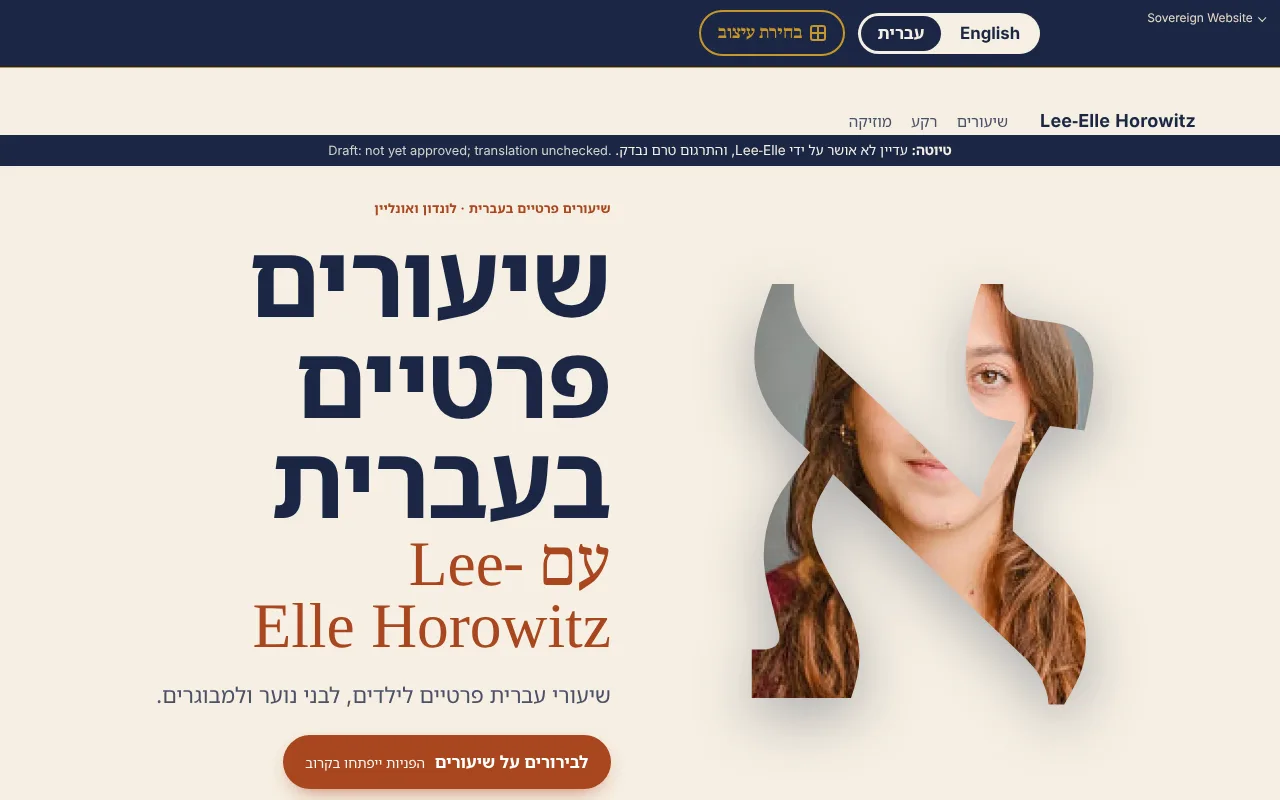 Sovereign Website
English
עברית
בחירת עיצוב
Lee-Elle Horowitz
שיעורים
רקע
מוזיקה
טיוטה: עדיין לא אושר על ידי Lee-Elle, והתרגום טרם נבדק. Draft: not yet approved; translation unchecked.
שיעורים פרטיים בעברית · לונדון ואונליין
שיעורים
פרטיים
בעברית
עם Lee-
Elle Horowitz
שיעורי עברית פרטיים לילדים, לבני נוער ולמבוגרים.
לבירורים על שיעורים הפניות ייפתחו בקרוב
א